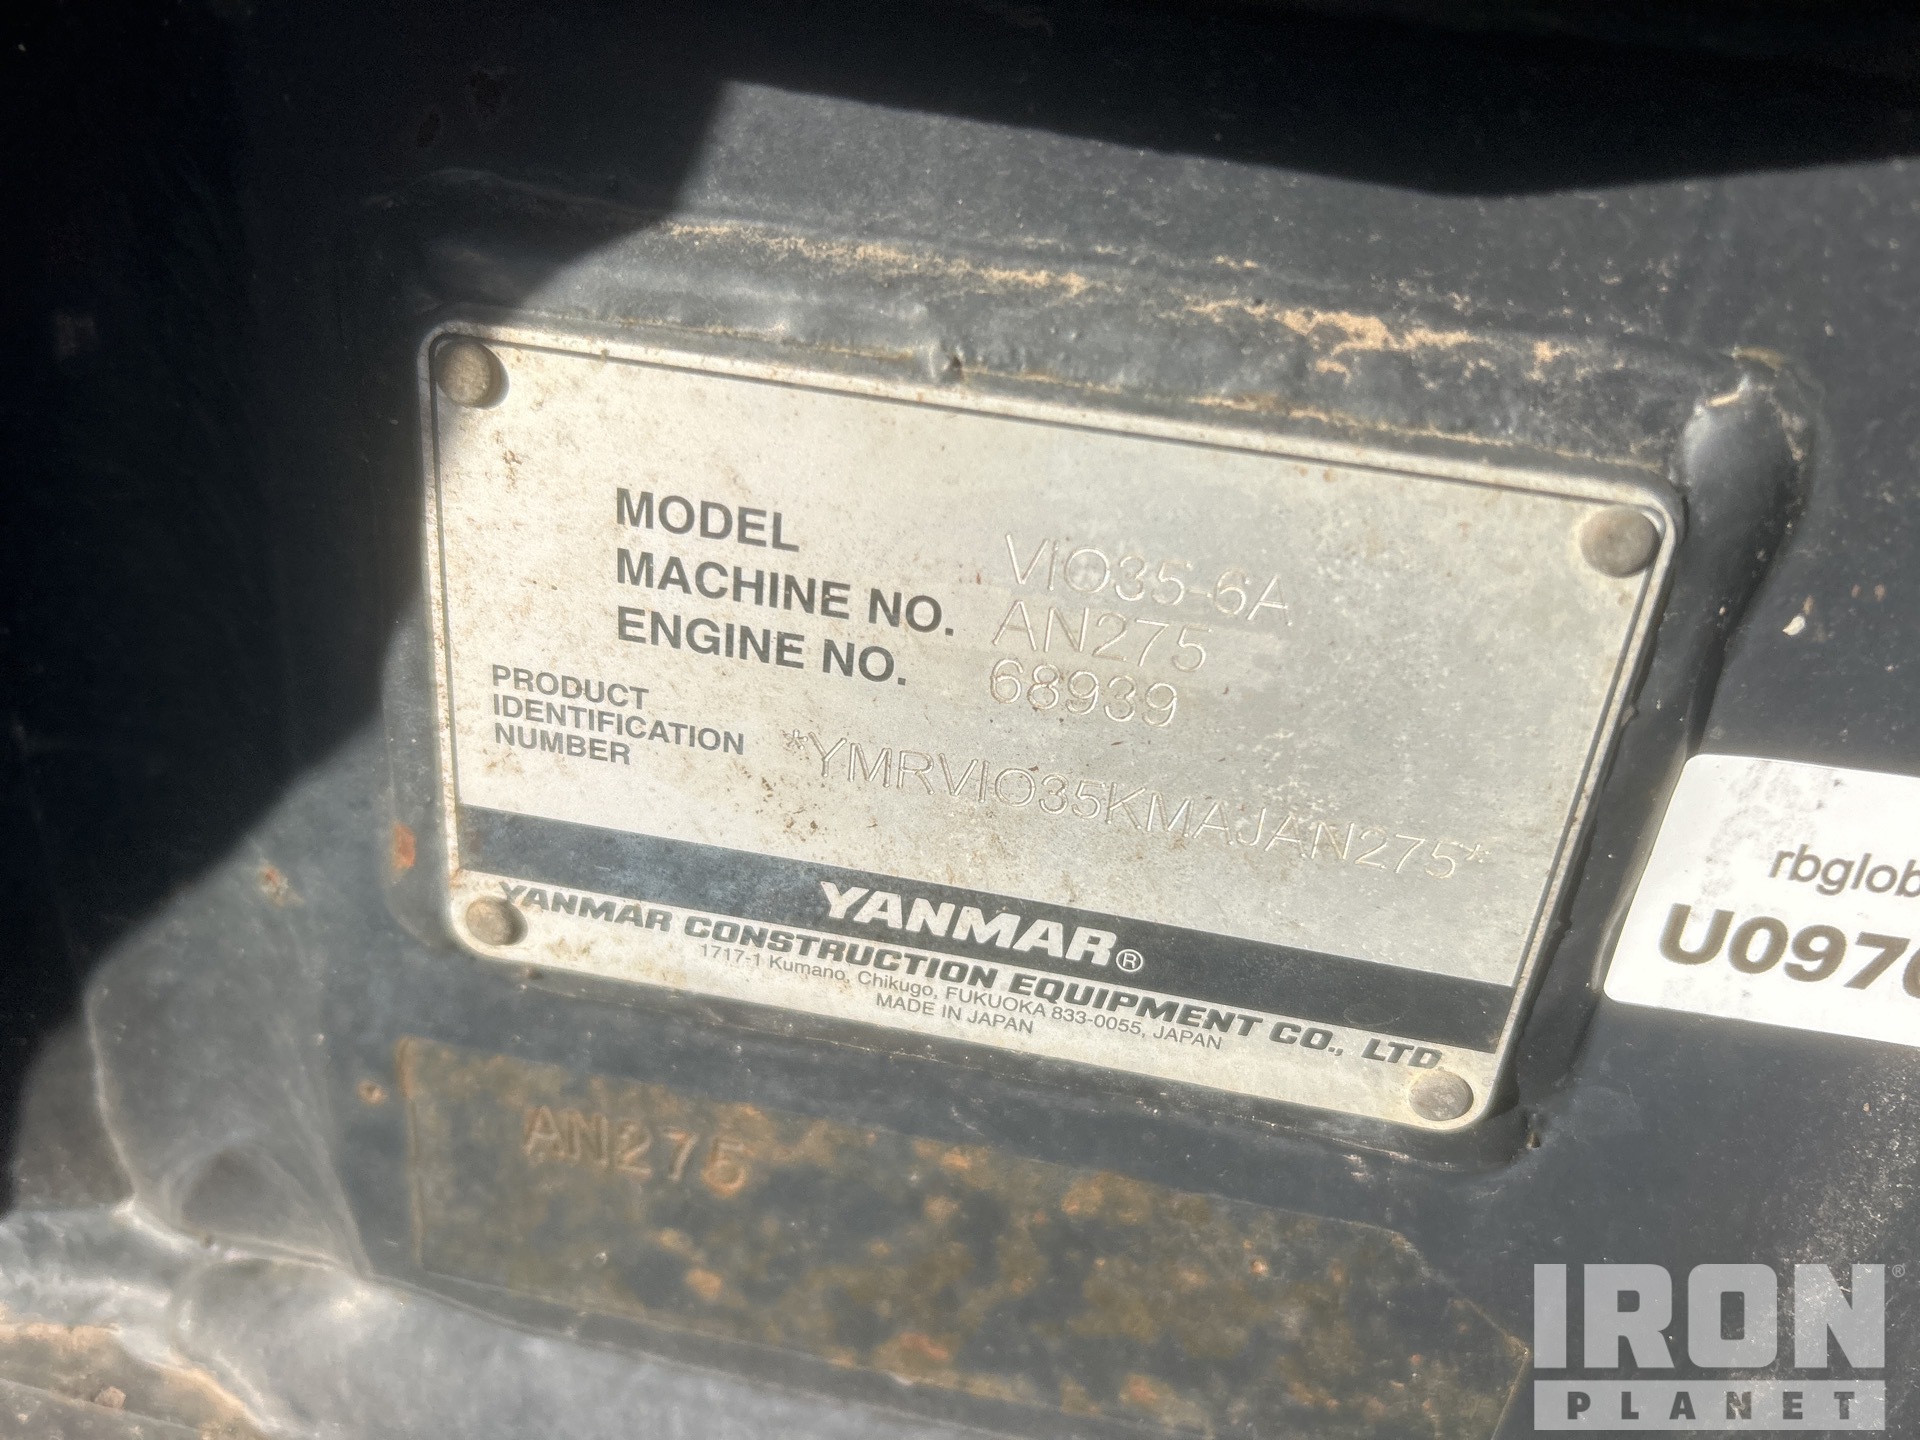 MODEL VIO35-6A
MACHINE NO. AN275
ENGINE NO. 68939
PRODUCT
IDENTIFICATION
NUMBER *YMRVIO35KMAJAN275*
YANMAR®
YANMAR CONSTRUCTION EQUIPMENT CO., LTD
1717-1 Kumano, Chikugo, FUKUOKA 833-0055, JAPAN
MADE IN JAPAN
AN275
rbglob
U097
IRON®
PLANET